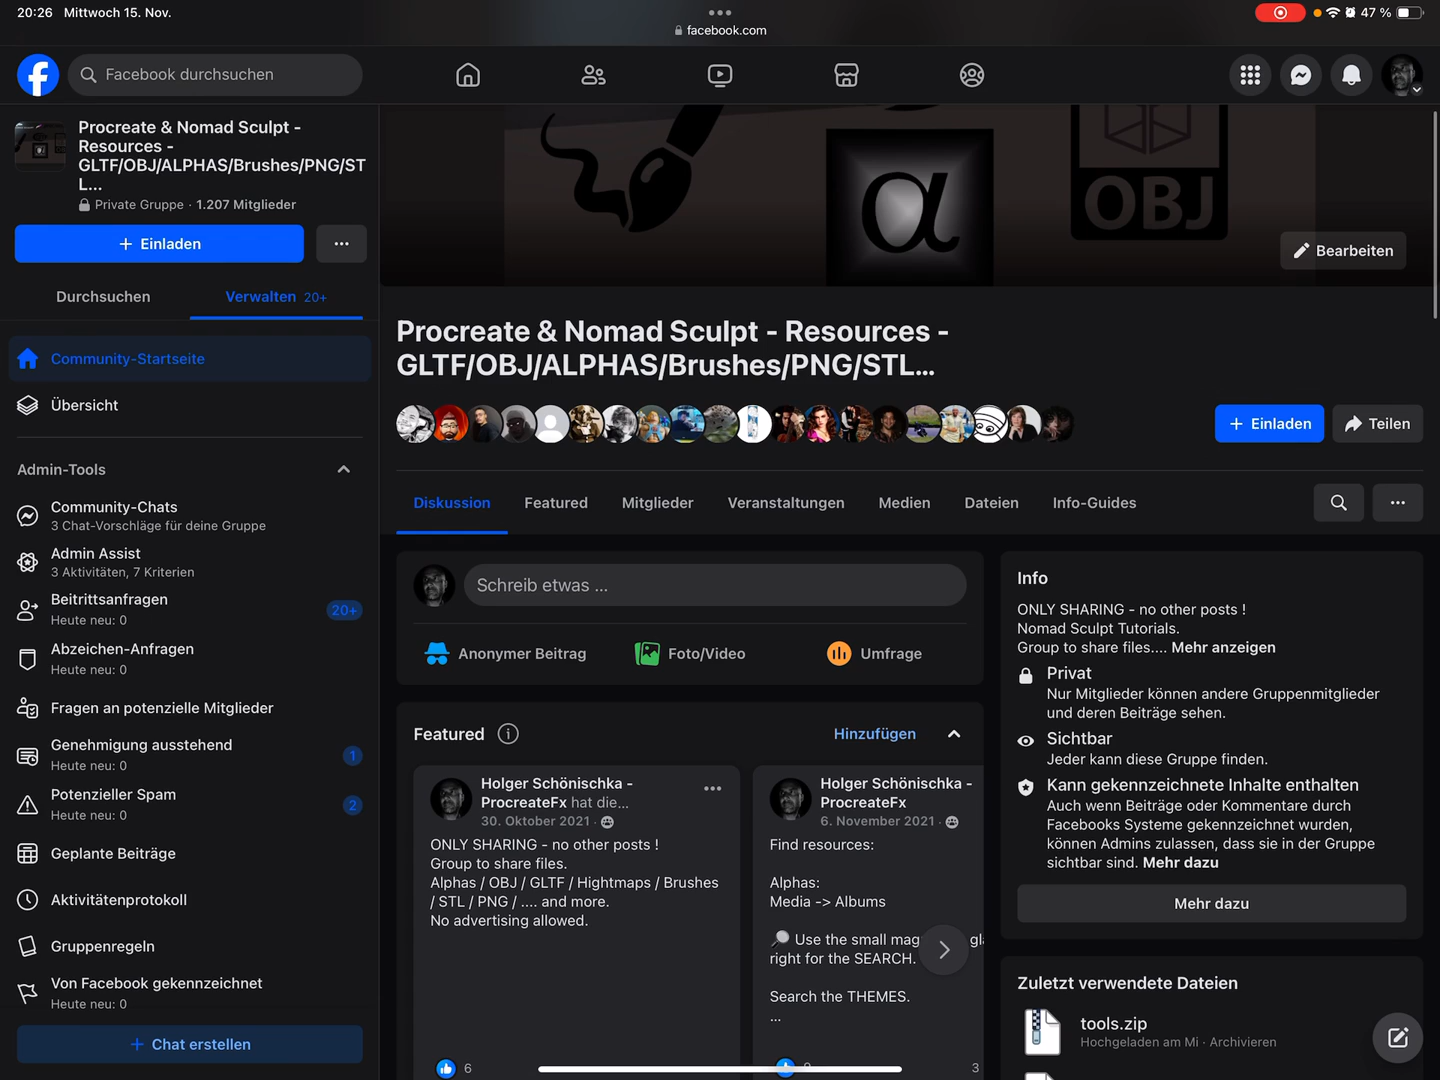 20:26 Mittwoch 15. Nov.
47 %
facebook.com
Facebook durchsuchen
Procreate & Nomad Sculpt -
Resources -
GLTF/OBJ/ALPHAS/Brushes/PNG/ST
L...
Private Gruppe · 1.207 Mitglieder
+ Einladen
Durchsuchen
Verwalten 20+
Community-Startseite
Übersicht
Admin-Tools
Community-Chats
3 Chat-Vorschläge für deine Gruppe
Admin Assist
3 Aktivitäten, 7 Kriterien
Beitrittsanfragen
Heute neu: 0
20+
Abzeichen-Anfragen
Heute neu: 0
Fragen an potenzielle Mitglieder
Genehmigung ausstehend
Heute neu: 0
1
Potenzieller Spam
Heute neu: 0
2
Geplante Beiträge
Aktivitätenprotokoll
Gruppenregeln
Von Facebook gekennzeichnet
Heute neu: 0
+ Chat erstellen
α
OBJ
Bearbeiten
Procreate & Nomad Sculpt - Resources -
GLTF/OBJ/ALPHAS/Brushes/PNG/STL...
+ Einladen
Teilen
Diskussion
Featured
Mitglieder
Veranstaltungen
Medien
Dateien
Info-Guides
Schreib etwas ...
Anonymer Beitrag
Foto/Video
Umfrage
Featured
Hinzufügen
Holger Schönischka -
ProcreateFx hat die...
30. Oktober 2021 ·
ONLY SHARING - no other posts !
Group to share files.
Alphas / OBJ / GLTF / Hightmaps / Brushes
/ STL / PNG / .... and more.
No advertising allowed.
6
Holger Schönischka -
ProcreateFx
6. November 2021 ·
Find resources:
Alphas:
Media -> Albums
Use the small mag gl
right for the SEARCH.
Search the THEMES.
...
3
Info
ONLY SHARING - no other posts !
Nomad Sculpt Tutorials.
Group to share files.... Mehr anzeigen
Privat
Nur Mitglieder können andere Gruppenmitglieder
und deren Beiträge sehen.
Sichtbar
Jeder kann diese Gruppe finden.
Kann gekennzeichnete Inhalte enthalten
Auch wenn Beiträge oder Kommentare durch
Facebooks Systeme gekennzeichnet wurden,
können Admins zulassen, dass sie in der Gruppe
sichtbar sind. Mehr dazu
Mehr dazu
Zuletzt verwendete Dateien
tools.zip
Hochgeladen am Mi · Archivieren